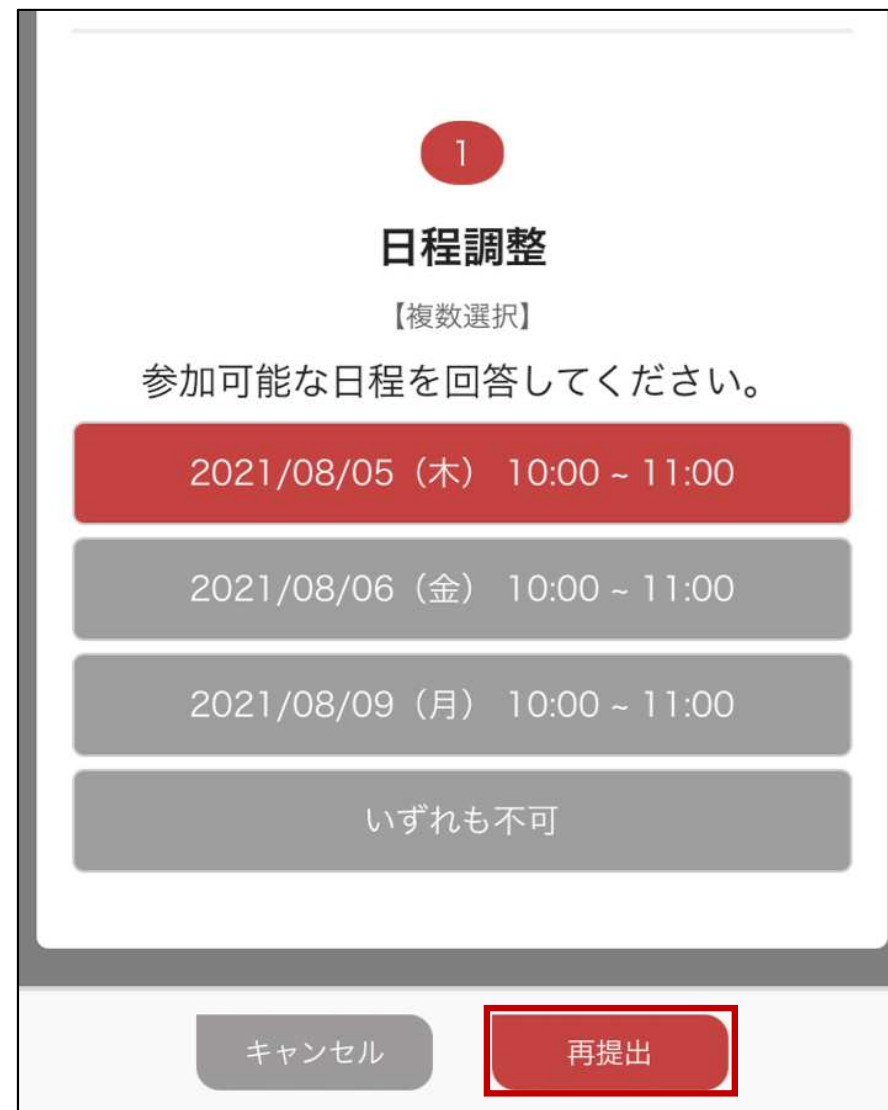 1
日程調整
【複数選択】
参加可能な日程を回答してください。
2021/08/05（木） 10:00 ~ 11:00
2021/08/06（金） 10:00 ~ 11:00
2021/08/09（月） 10:00 ~ 11:00
いずれも不可
キャンセル 再提出